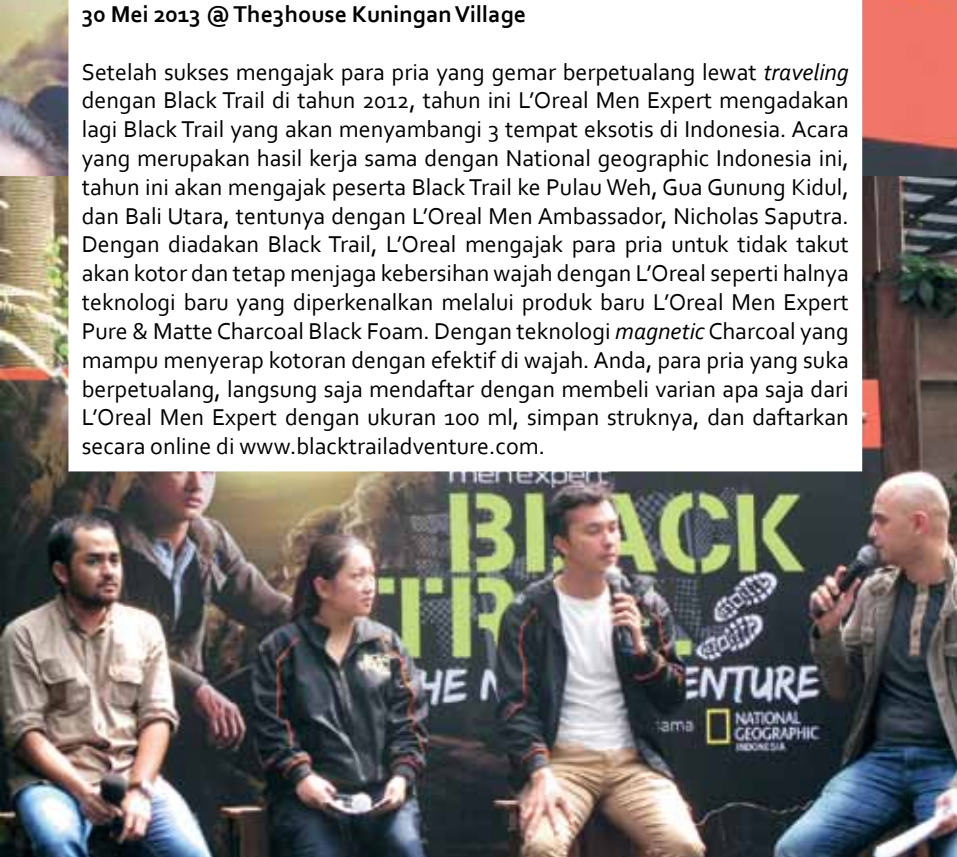 30 Mei 2013 @ The3house Kuningan Village
Setelah sukses mengajak para pria yang gemar berpetualang lewat traveling
dengan Black Trail di tahun 2012, tahun ini L’Oreal Men Expert mengadakan
lagi Black Trail yang akan menyambangi 3 tempat eksotis di Indonesia. Acara
yang merupakan hasil kerja sama dengan National geographic Indonesia ini,
tahun ini akan mengajak peserta Black Trail ke Pulau Weh, Gua Gunung Kidul,
dan Bali Utara, tentunya dengan L’Oreal Men Ambassador, Nicholas Saputra.
Dengan diadakan Black Trail, L’Oreal mengajak para pria untuk tidak takut
akan kotor dan tetap menjaga kebersihan wajah dengan L’Oreal seperti halnya
teknologi baru yang diperkenalkan melalui produk baru L’Oreal Men Expert
Pure & Matte Charcoal Black Foam. Dengan teknologi magnetic Charcoal yang
mampu menyerap kotoran dengan efektif di wajah. Anda, para pria yang suka
berpetualang, langsung saja mendaftar dengan membeli varian apa saja dari
L’Oreal Men Expert dengan ukuran 100 ml, simpan struknya, dan daftarkan
secara online di www.blacktrailadventure.com.
men expert
BLACK
NATIONAL
GEOGRAPHIC
INDONESIA